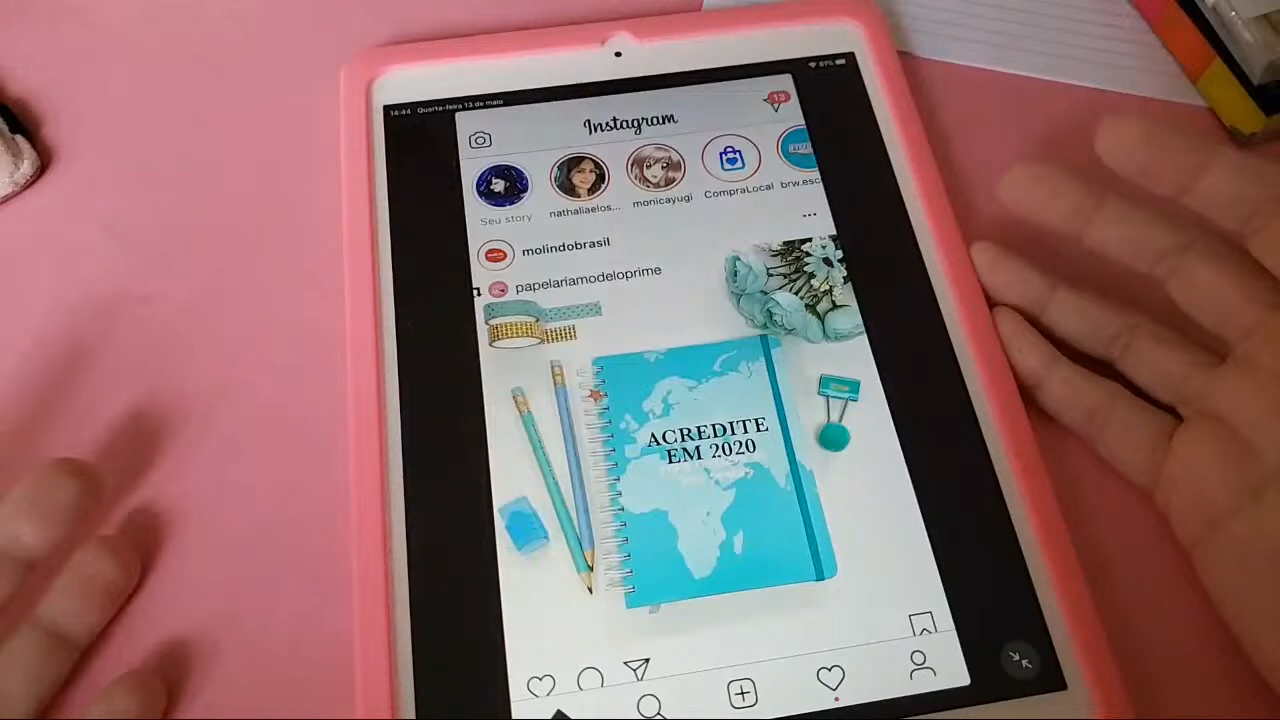 14:44 Quarta-feira 13 de maio
81%
Instagram
13
Seu story
nathaliaelos...
monicayugi
CompraLocal
brw.esc
molindobrasil
papelariamodeloprime
ACREDITE
EM 2020